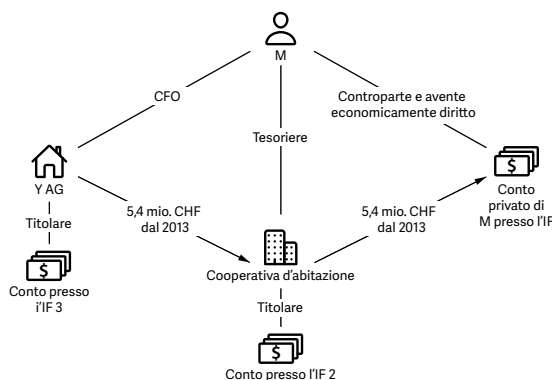 M
CFO
Controparte e avente
economicamente diritto
Tesoriere
Y AG
Titolare
5,4 mio. CHF
dal 2013
5,4 mio. CHF
dal 2013
Conto
privato di
M presso l'IF
Conto presso
i'IF 3
Cooperativa d'abitazione
Titolare
Conto presso l'IF 2